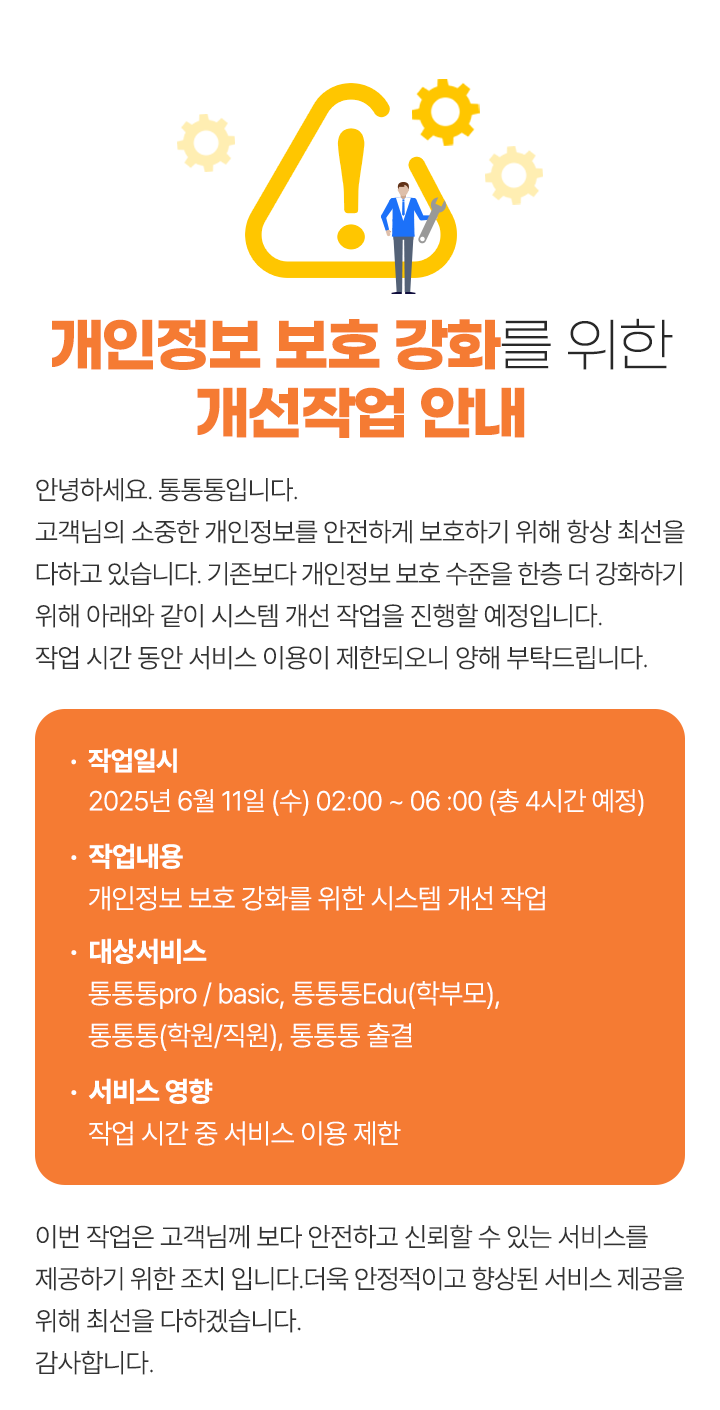 개인정보 보호 강화를 위한
개선작업 안내
안녕하세요. 통통통입니다.
고객님의 소중한 개인정보를 안전하게 보호하기 위해 항상 최선을
다하고 있습니다. 기존보다 개인정보 보호 수준을 한층 더 강화하기
위해 아래와 같이 시스템 개선 작업을 진행할 예정입니다.
작업 시간 동안 서비스 이용이 제한되오니 양해 부탁드립니다.
· 작업일시
2025년 6월 11일 (수) 02:00 ~ 06 :00 (총 4시간 예정)
· 작업내용
개인정보 보호 강화를 위한 시스템 개선 작업
· 대상서비스
통통통pro / basic, 통통통Edu(학부모),
통통통(학원/직원), 통통통 출결
· 서비스 영향
작업 시간 중 서비스 이용 제한
이번 작업은 고객님께 보다 안전하고 신뢰할 수 있는 서비스를
제공하기 위한 조치 입니다.더욱 안정적이고 향상된 서비스 제공을
위해 최선을 다하겠습니다.
감사합니다.